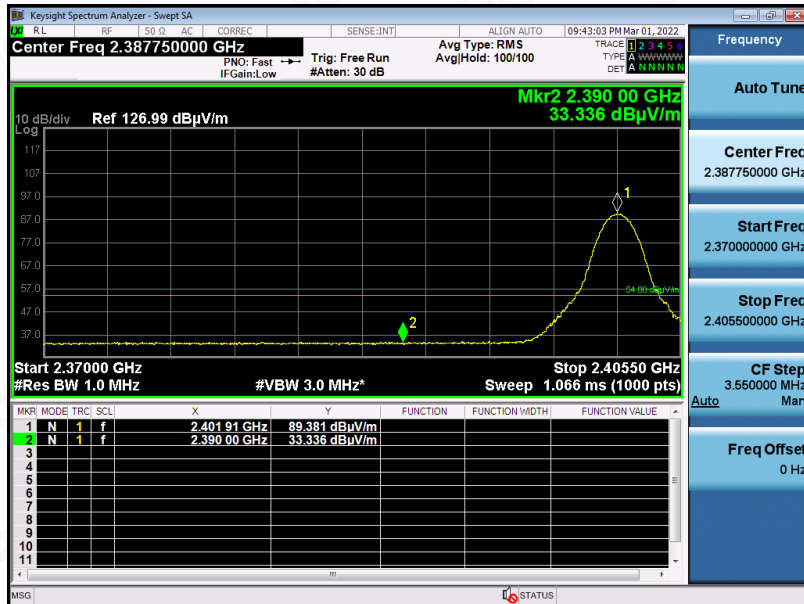 Keysight Spectrum Analyzer - Swept SA
LXI RL RF 50 Ω AC CORREC SENSE:INT ALIGN AUTO 09:43:03 PM Mar 01, 2022
Center Freq 2.387750000 GHz
PNO: Fast
IFGain:Low
Trig: Free Run
#Atten: 30 dB
Avg Type: RMS
Avg|Hold: 100/100
TRACE 1 2 3 4 5 6
TYPE A WWWWW
DET A N N N N N
Mkr2 2.390 00 GHz
33.336 dBµV/m
10 dB/div Ref 126.99 dBµV/m
Log
117
107
97.0
87.0
77.0
67.0
57.0
47.0
37.0
1
2
54.00 dBµV/m
Start 2.37000 GHz Stop 2.40550 GHz
#Res BW 1.0 MHz #VBW 3.0 MHz* Sweep 1.066 ms (1000 pts)
MKR MODE TRC SCL X Y FUNCTION FUNCTION WIDTH FUNCTION VALUE
1 N 1 f 2.401 91 GHz 89.381 dBµV/m
2 N 1 f 2.390 00 GHz 33.336 dBµV/m
3
4
5
6
7
8
9
10
11
MSG STATUS
Frequency
Auto Tune
Center Freq
2.387750000 GHz
Start Freq
2.370000000 GHz
Stop Freq
2.405500000 GHz
CF Step
3.550000 MHz
Auto Man
Freq Offset
0 Hz